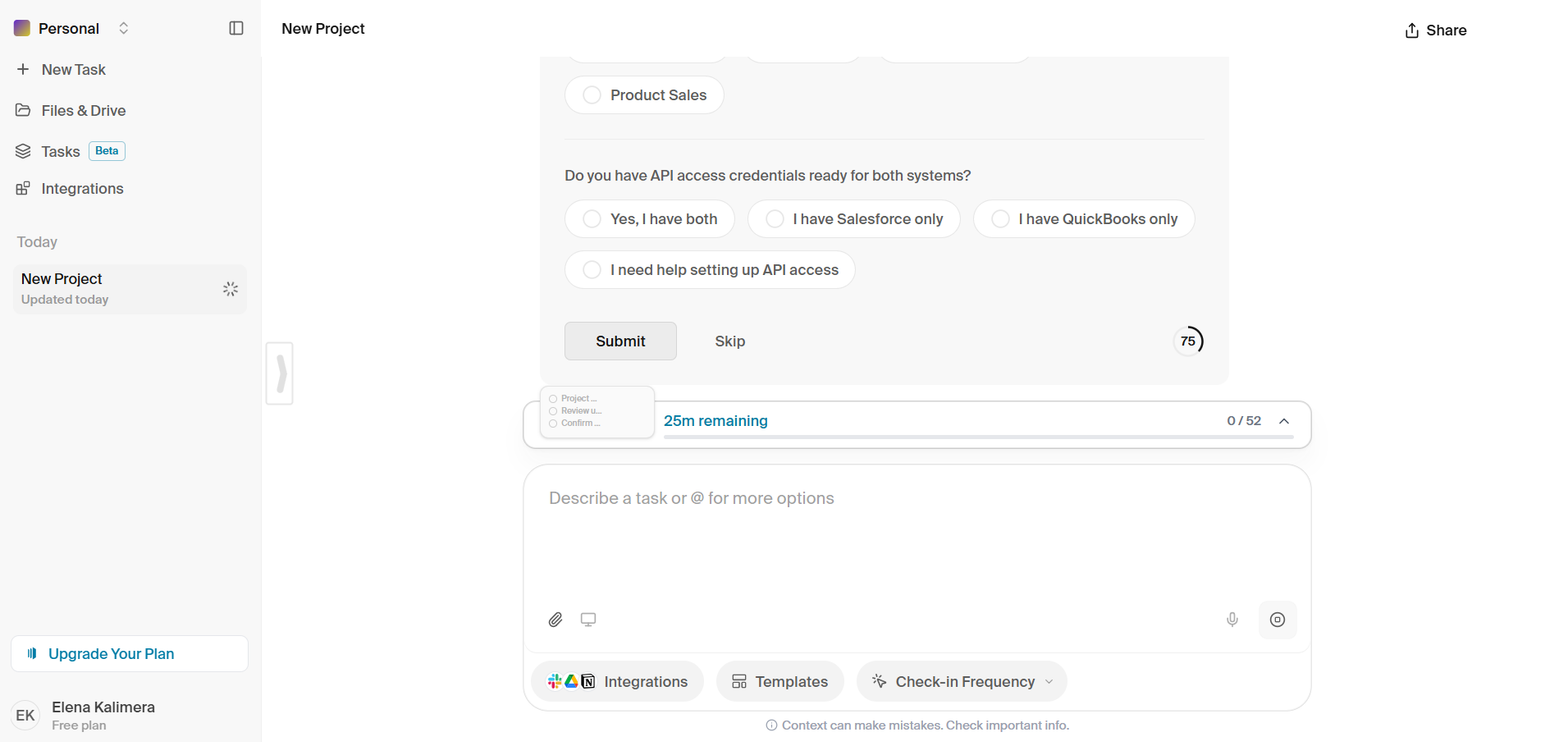 Personal
New Project
Share
New Task
Files & Drive
Tasks Beta
Integrations
Today
New Project
Updated today
Product Sales
Do you have API access credentials ready for both systems?
Yes, I have both
I have Salesforce only
I have QuickBooks only
I need help setting up API access
Submit
Skip
75
Project ...
Review u...
Confirm ...
25m remaining
0 / 52
Describe a task or @ for more options
Integrations
Templates
Check-in Frequency
Context can make mistakes. Check important info.
Upgrade Your Plan
EK
Elena Kalimera
Free plan